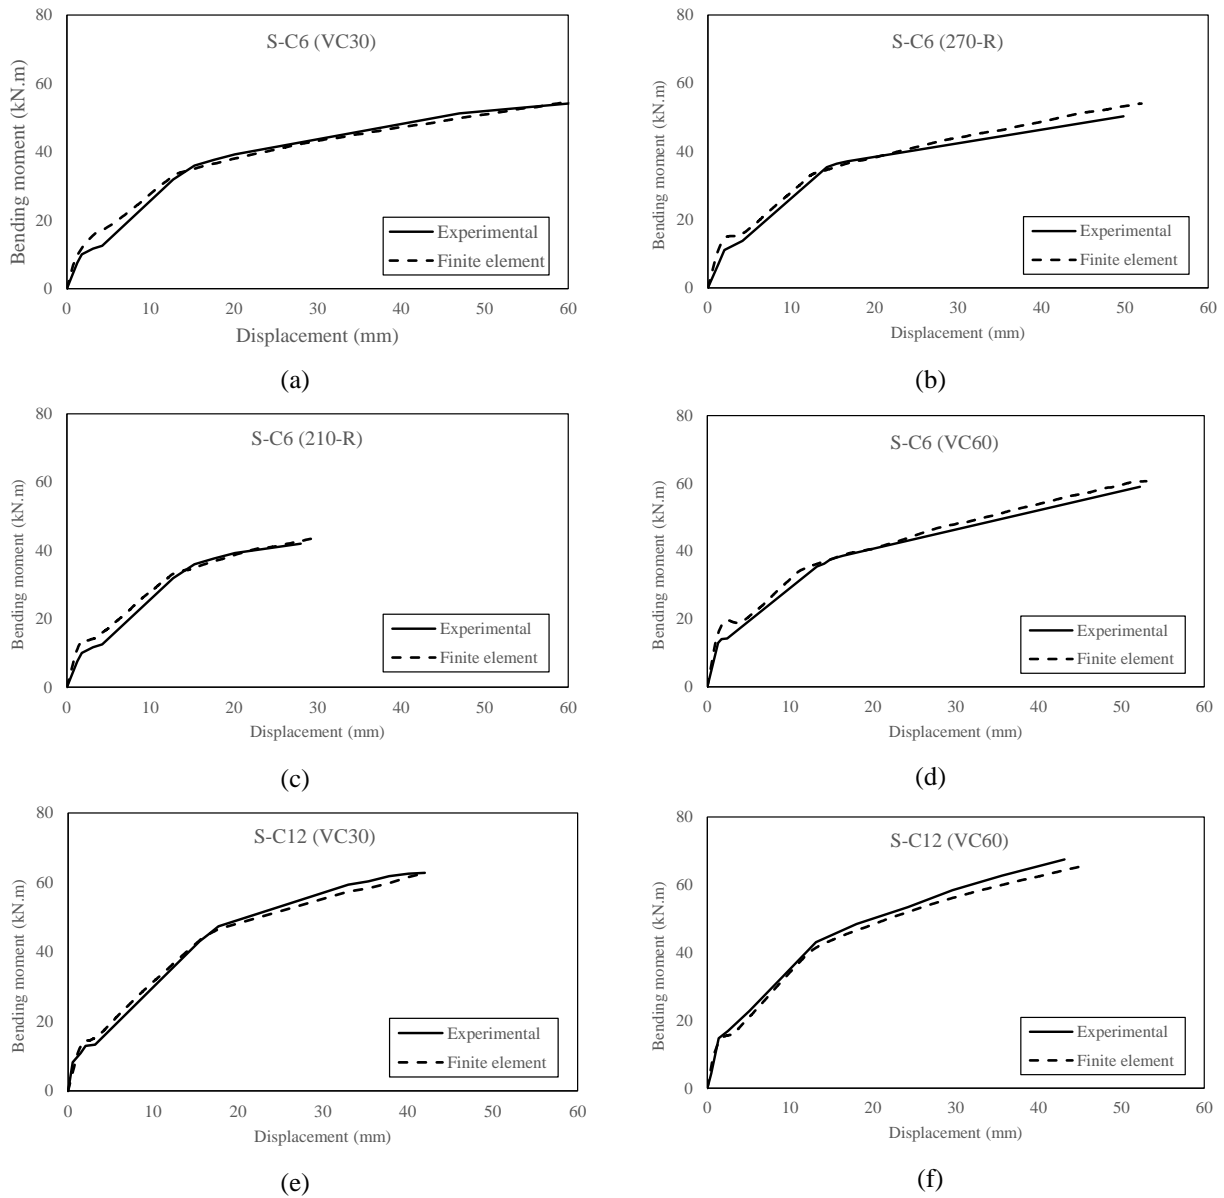 S-C6 (VC30)
Bending moment (kN.m)
80
60
40
20
0
Experimental
Finite element
0 10 20 30 40 50 60
Displacement (mm)
(a)
S-C6 (270-R)
Bending moment (kN.m)
80
60
40
20
0
Experimental
Finite element
0 10 20 30 40 50 60
Displacement (mm)
(b)
S-C6 (210-R)
Bending moment (kN.m)
80
60
40
20
0
Experimental
Finite element
0 10 20 30 40 50 60
Displacement (mm)
(c)
S-C6 (VC60)
Bending moment (kN.m)
80
60
40
20
0
Experimental
Finite element
0 10 20 30 40 50 60
Displacement (mm)
(d)
S-C12 (VC30)
Bending moment (kN.m)
80
60
40
20
0
Experimental
Finite element
0 10 20 30 40 50 60
Displacement (mm)
(e)
S-C12 (VC60)
Bending moment (kN.m)
80
60
40
20
0
Experimental
Finite element
0 10 20 30 40 50 60
Displacement (mm)
(f)